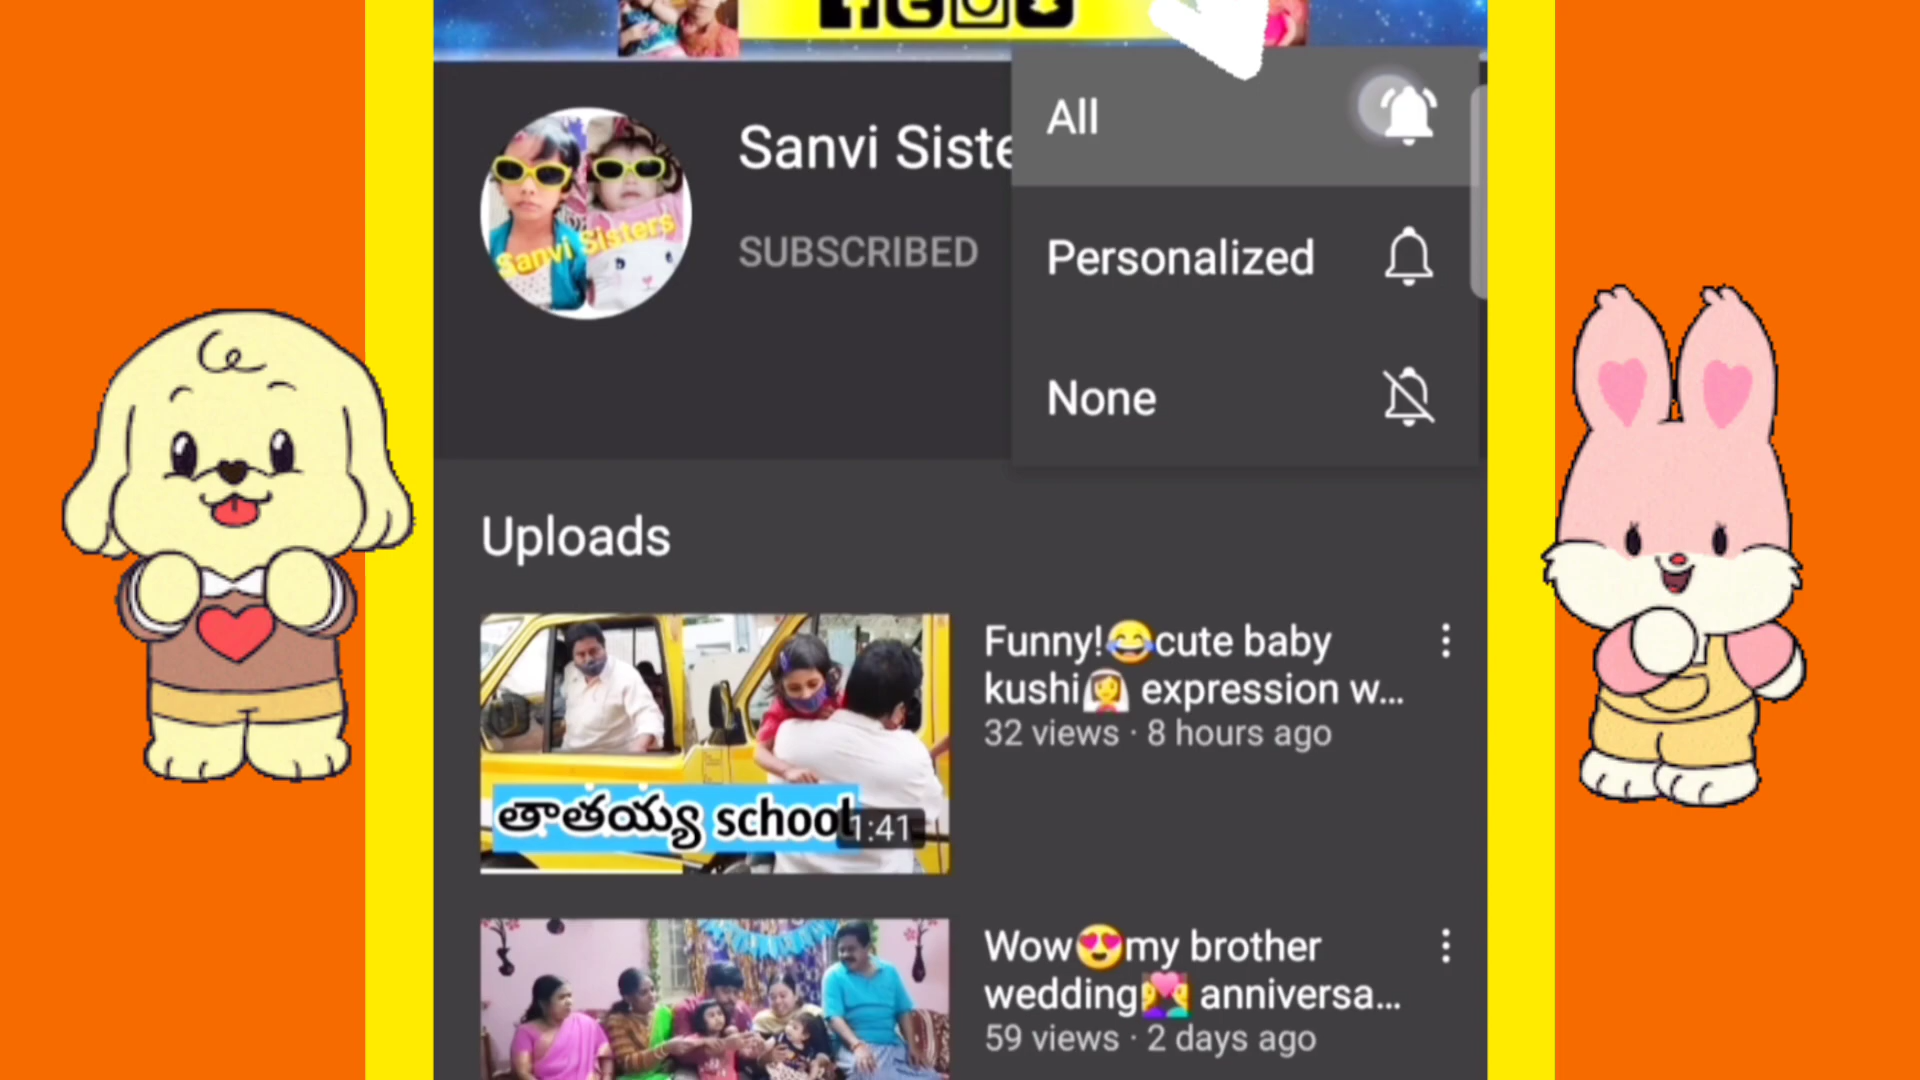 All
Sanvi Siste
Sanvi Sisters
SUBSCRIBED
Personalized
None
Uploads
Funny!😂cute baby
kushi👰 expression w...
32 views · 8 hours ago
తాతయ్య school
1:41
Wow😍my brother
wedding💑 anniversa...
59 views · 2 days ago